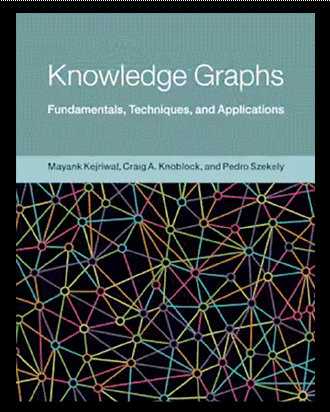 Knowledge Graphs
Fundamentals, Techniques, and Applications
Mayank Kejriwal, Craig A. Knoblock, and Pedro Szekely